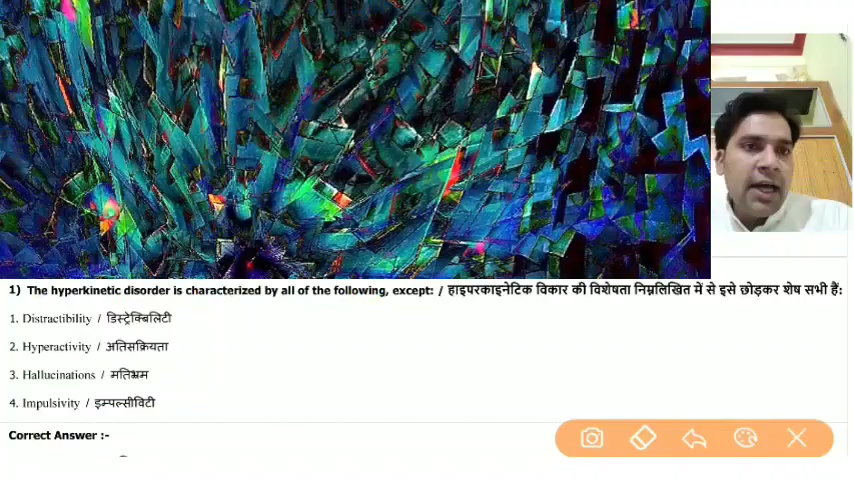 1) The hyperkinetic disorder is characterized by all of the following, except: / हाइपरकाइनेटिक विकार की विशेषता निम्नलिखित में से इसे छोड़कर शेष सभी हैं:
1. Distractibility / डिस्ट्रेक्बिलिटी
2. Hyperactivity / अतिसक्रियता
3. Hallucinations / मतिभ्रम
4. Impulsivity / इम्पल्सीविटी
Correct Answer :-